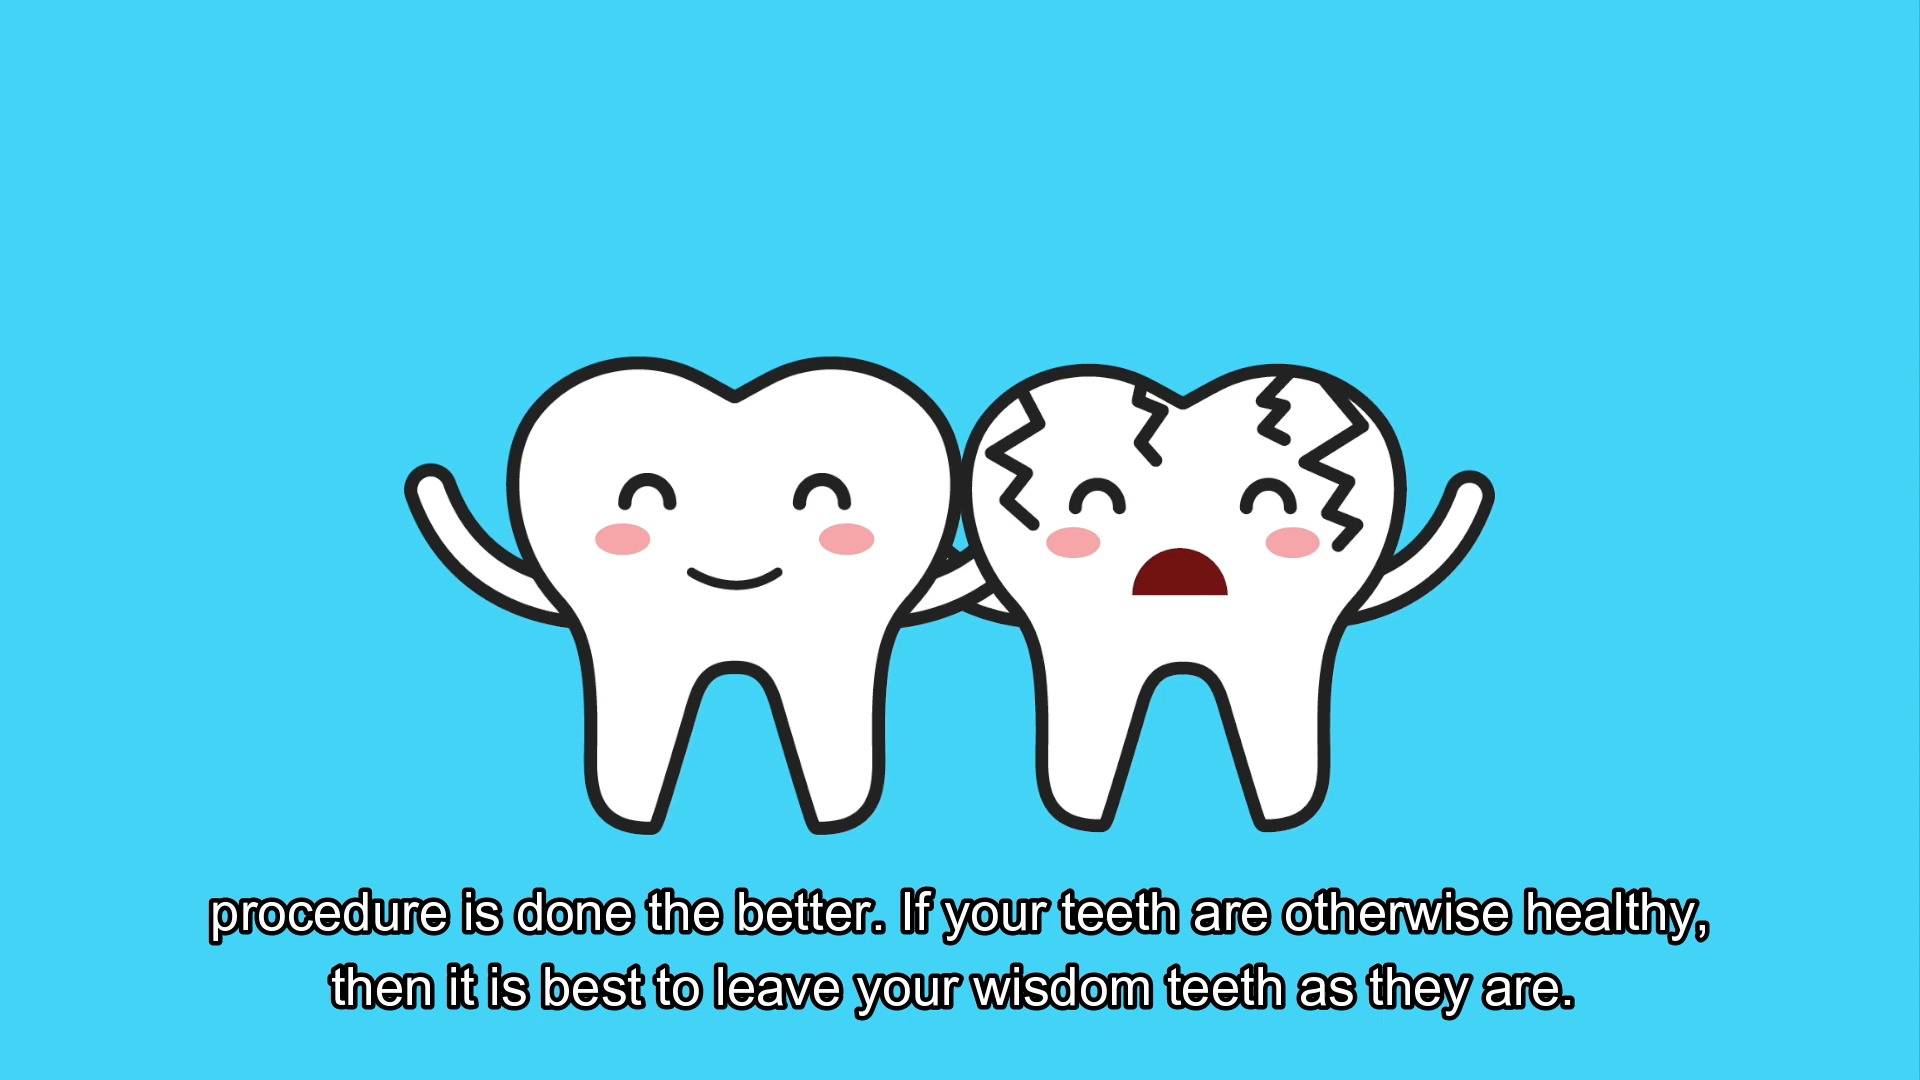 procedure is done the better. If your teeth are otherwise healthy,
then it is best to leave your wisdom teeth as they are.